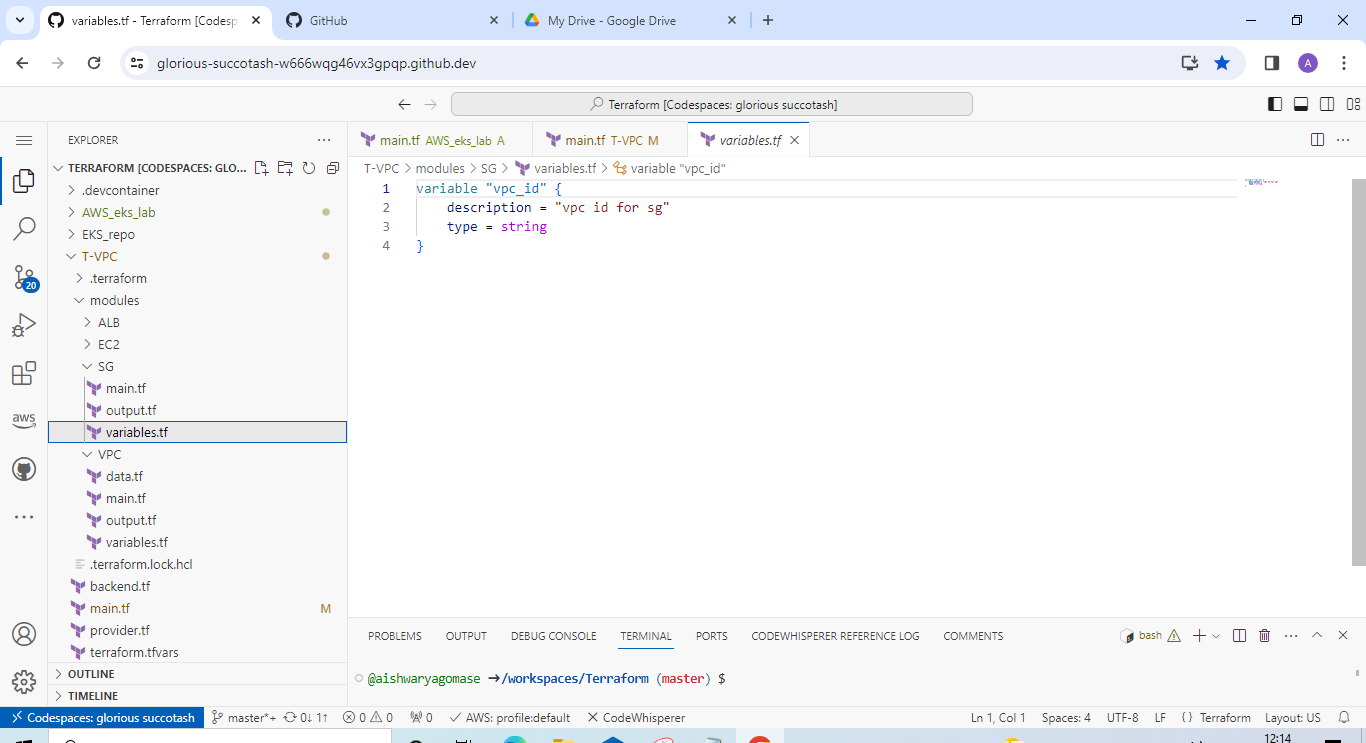 variables.tf - Terraform [Codesp
GitHub
My Drive - Google Drive
glorious-succotash-w666wqg46vx3gpqp.github.dev
A
Terraform [Codespaces: glorious succotash]
EXPLORER
main.tf AWS_eks_lab A
main.tf T-VPC M
variables.tf
TERRAFORM [CODESPACES: GLO...
T-VPC > modules > SG > variables.tf > variable "vpc_id"
.devcontainer
AWS_eks_lab
EKS_repo
T-VPC
.terraform
modules
ALB
EC2
SG
main.tf
output.tf
variables.tf
VPC
data.tf
main.tf
output.tf
variables.tf
.terraform.lock.hcl
backend.tf
main.tf M
provider.tf
terraform.tfvars
OUTLINE
TIMELINE
20
aws
1 variable "vpc_id" {
2 description = "vpc id for sg"
3 type = string
4 }
PROBLEMS OUTPUT DEBUG CONSOLE TERMINAL PORTS CODEWHISPERER REFERENCE LOG COMMENTS
bash
@aishwaryagomase →/workspaces/Terraform (master) $
Codespaces: glorious succotash master*+ 0↓ 1↑ 0 0 0 AWS: profile:default CodeWhisperer
Ln 1, Col 1 Spaces: 4 UTF-8 LF {} Terraform Layout: US
12:14